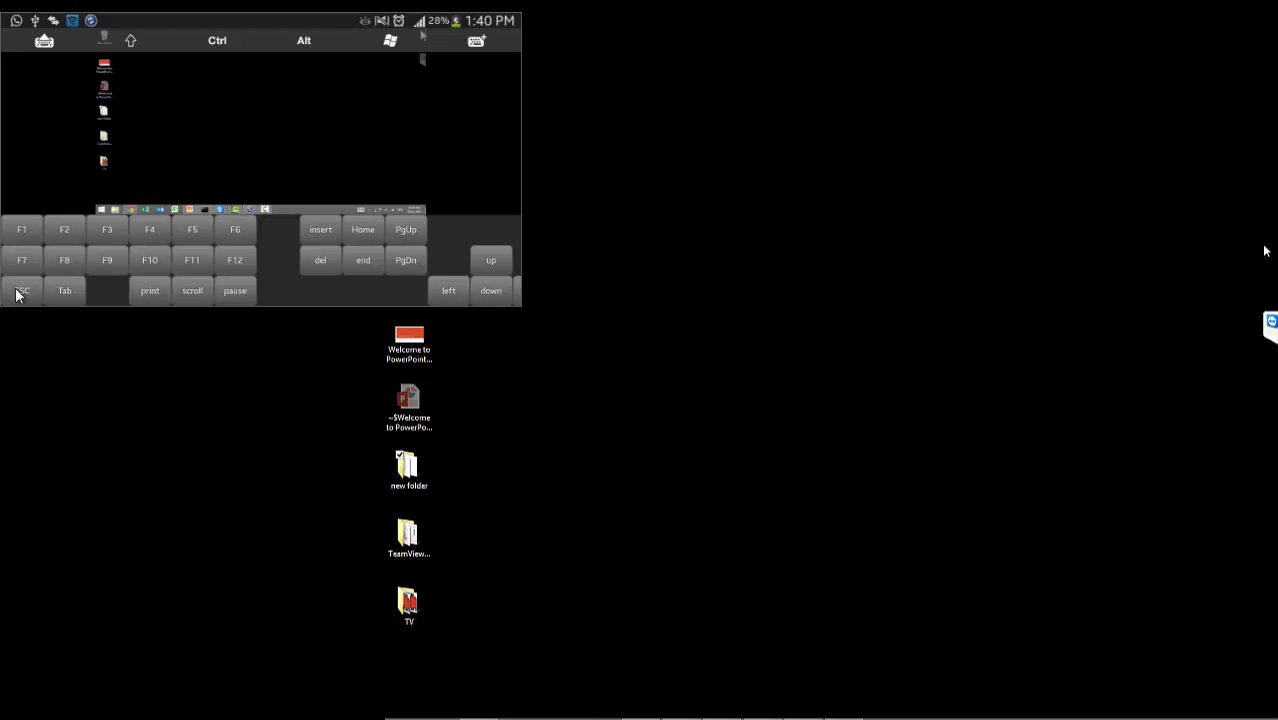 28% 1:40 PM
Ctrl Alt
F1 F2 F3 F4 F5 F6 insert Home PgUp
F7 F8 F9 F10 F11 F12 del end PgDn up
ESC Tab print scroll pause left down
Welcome to
PowerPoint...
~$Welcome
to PowerPo...
new folder
TeamView...
TV